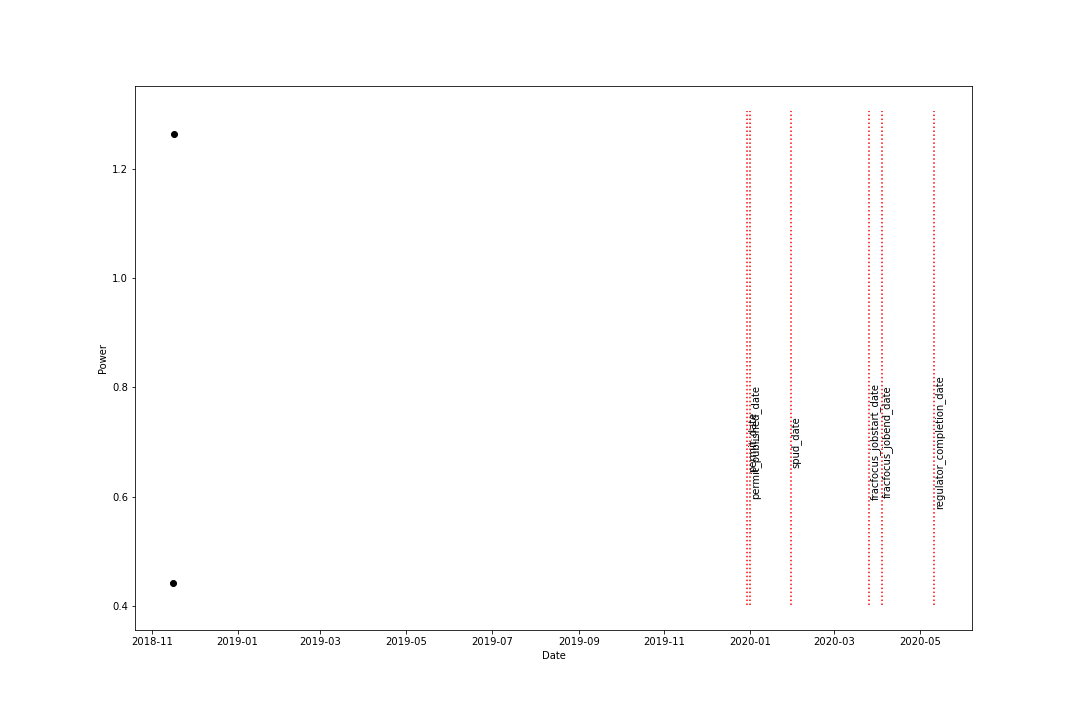 1.2
1.0
0.8
0.6
0.4
Power
permit_date
permit_published_date
spud_date
fracfocus_jobstart_date
fracfocus_jobend_date
regulator_completion_date
2018-11 2019-01 2019-03 2019-05 2019-07 2019-09 2019-11 2020-01 2020-03 2020-05
Date